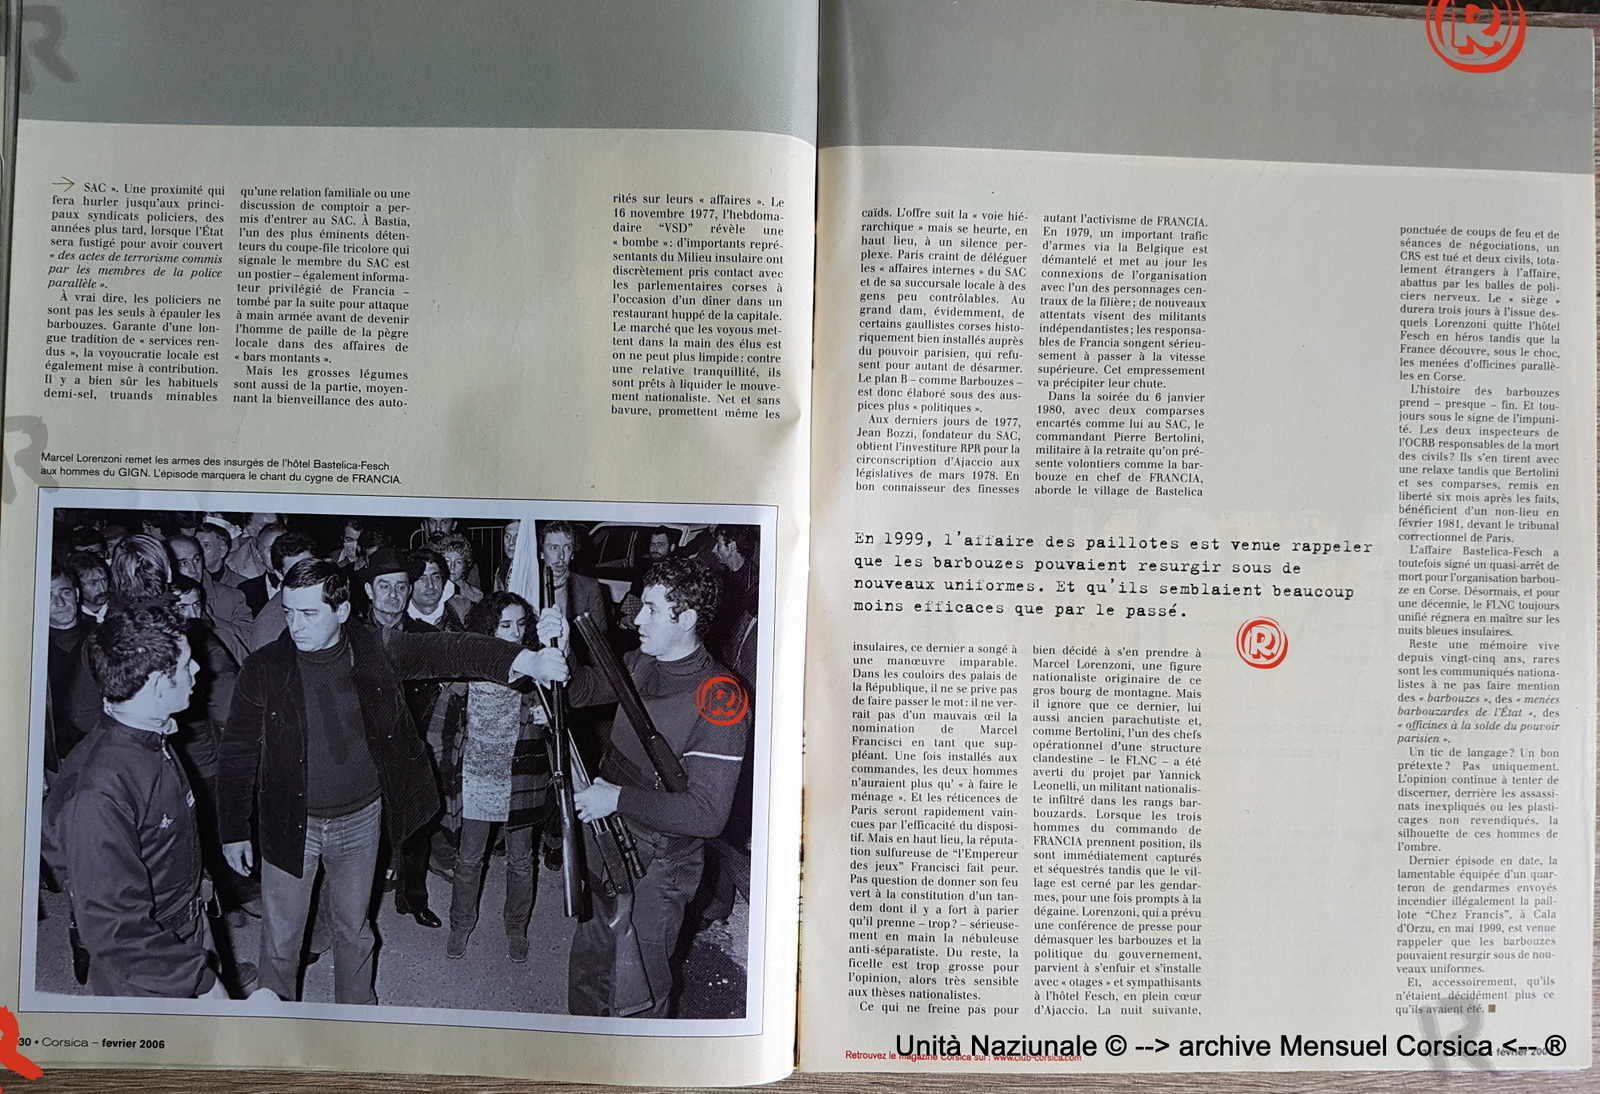 SAC ». Une proximité qui
fera hurler jusqu'aux princi-
paux syndicats policiers, des
années plus tard, lorsque l'État
sera fustigé pour avoir couvert
« des actes de terrorisme commis
par les membres de la police
parallèle ».
À vrai dire, les policiers ne
sont pas les seuls à épauler les
barbouzes. Garante d'une lon-
gue tradition de « services ren-
dus », la voyoucratie locale est
également mise à contribution.
Il y a bien sûr les habituels
demi-sel, truands minables
qu'une relation familiale ou une
discussion de comptoir a per-
mis d'entrer au SAC. À Bastia,
l'un des plus éminents déten-
teurs du coupe-file tricolore qui
signale le membre du SAC est
un postier – également informa-
teur privilégié de Francia –
tombé par la suite pour attaque
à main armée avant de devenir
l'homme de paille de la pègre
locale dans des affaires de
« bars montants ».
Mais les grosses légumes
sont aussi de la partie, moyen-
nant la bienveillance des auto-
rités sur leurs « affaires ». Le
16 novembre 1977, l'hebdoma-
daire "VSD" révèle une
« bombe » : d'importants repré-
sentants du Milieu insulaire ont
discrètement pris contact avec
les parlementaires corses à
l'occasion d'un dîner dans un
restaurant huppé de la capitale.
Le marché que les voyous met-
tent dans la main des élus est
on ne peut plus limpide : contre
une relative tranquillité, ils
sont prêts à liquider le mouve-
ment nationaliste. Net et sans
bavure, promettent même les
Marcel Lorenzoni remet les armes des insurgés de l'hôtel Bastelica-Fesch
aux hommes du GIGN. L'épisode marquera le chant du cygne de FRANCIA.
30 • Corsica – fevrier 2006
caïds. L'offre suit la « voie hié-
rarchique » mais se heurte, en
haut lieu, à un silence per-
plexe. Paris craint de déléguer
les « affaires internes » du SAC
et de sa succursale locale à des
gens peu contrôlables. Au
grand dam, évidemment, de
certains gaullistes corses histo-
riquement bien installés auprès
du pouvoir parisien, qui refu-
sent pour autant de désarmer.
Le plan B – comme Barbouzes –
est donc élaboré sous des aus-
pices plus « politiques ».
Aux derniers jours de 1977,
Jean Bozzi, fondateur du SAC,
obtient l'investiture RPR pour la
circonscription d'Ajaccio aux
législatives de mars 1978. En
bon connaisseur des finesses
autant l'activisme de FRANCIA.
En 1979, un important trafic
d'armes via la Belgique est
démantelé et met au jour les
connexions de l'organisation
avec l'un des personnages cen-
traux de la filière ; de nouveaux
attentats visent des militants
indépendantistes ; les responsa-
bles de Francia songent sérieu-
sement à passer à la vitesse
supérieure. Cet empressement
va précipiter leur chute.
Dans la soirée du 6 janvier
1980, avec deux comparses
encartés comme lui au SAC, le
commandant Pierre Bertolini,
militaire à la retraite qu'on pré-
sente volontiers comme la bar-
bouze en chef de FRANCIA,
aborde le village de Bastelica
En 1999, l'affaire des paillotes est venue rappeler
que les barbouzes pouvaient resurgir sous de
nouveaux uniformes. Et qu'ils semblaient beaucoup
moins efficaces que par le passé.
insulaires, ce dernier a songé à
une manœuvre imparable.
Dans les couloirs des palais de
la République, il ne se prive pas
de faire passer le mot : il ne ver-
rait pas d'un mauvais œil la
nomination de Marcel
Francisci en tant que sup-
pléant. Une fois installés aux
commandes, les deux hommes
n'auraient plus qu' « à faire le
ménage ». Et les réticences de
Paris seront rapidement vain-
cues par l'efficacité du disposi-
tif. Mais en haut lieu, la réputa-
tion sulfureuse de "l'Empereur
des jeux" Francisci fait peur.
Pas question de donner son feu
vert à la constitution d'un tan-
dem dont il y a fort à parier
qu'il prenne – trop ? – sérieuse-
ment en main la nébuleuse
anti-séparatiste. Du reste, la
ficelle est trop grosse pour
l'opinion, alors très sensible
aux thèses nationalistes.
Ce qui ne freine pas pour
bien décidé à s'en prendre à
Marcel Lorenzoni, une figure
nationaliste originaire de ce
gros bourg de montagne. Mais
il ignore que ce dernier, lui
aussi ancien parachutiste et,
comme Bertolini, l'un des chefs
opérationnel d'une structure
clandestine – le FLNC – a été
averti du projet par Yannick
Leonelli, un militant nationalis-
te infiltré dans les rangs bar-
bouzards. Lorsque les trois
hommes du commando de
FRANCIA prennent position, ils
sont immédiatement capturés
et séquestrés tandis que le vil-
lage est cerné par les gendar-
mes, pour une fois prompts à la
dégaine. Lorenzoni, qui a prévu
une conférence de presse pour
démasquer les barbouzes et la
politique du gouvernement,
parvient à s'enfuir et s'installe
avec « otages » et sympathisants
à l'hôtel Fesch, en plein cœur
d'Ajaccio. La nuit suivante,
ponctuée de coups de feu et de
séances de négociations, un
CRS est tué et deux civils, tota-
lement étrangers à l'affaire,
abattus par les balles de poli-
ciers nerveux. Le « siège »
durera trois jours à l'issue des-
quels Lorenzoni quitte l'hôtel
Fesch en héros tandis que la
France découvre, sous le choc,
les menées d'officines parallè-
les en Corse.
L'histoire des barbouzes
prend – presque – fin. Et tou-
jours sous le signe de l'impuni-
té. Les deux inspecteurs de
l'OCRB responsables de la mort
des civils ? Ils s'en tirent avec
une relaxe tandis que Bertolini
et ses comparses, remis en
liberté six mois après les faits,
bénéficient d'un non-lieu en
février 1981, devant le tribunal
correctionnel de Paris.
L'affaire Bastelica-Fesch a
toutefois signé un quasi-arrêt de
mort pour l'organisation barbou-
ze en Corse. Désormais, et pour
une décennie, le FLNC toujours
unifié régnera en maître sur les
nuits bleues insulaires.
Reste une mémoire vive
depuis vingt-cinq ans, rares
sont les communiqués nationa-
listes à ne pas faire mention
des « barbouzes », des « menées
barbouzardes de l'État », des
« officines à la solde du pouvoir
parisien ».
Un tic de langage ? Un bon
prétexte ? Pas uniquement.
L'opinion continue à tenter de
discerner, derrière les assassi-
nats inexpliqués ou les plasti-
cages non revendiqués, la
silhouette de ces hommes de
l'ombre.
Dernier épisode en date, la
lamentable équipée d'un quar-
teron de gendarmes envoyés
incendier illégalement la pail-
lote "Chez Francis", à Cala
d'Orzu, en mai 1999, est venue
rappeler que les barbouzes
pouvaient resurgir sous de nou-
veaux uniformes.
Et, accessoirement, qu'ils
n'étaient décidément plus ce
qu'ils avaient été.
Retrouvez le magazine Corsica sur : www.club-corsica.com
Unità Naziunale © --> archive Mensuel Corsica <-- ®